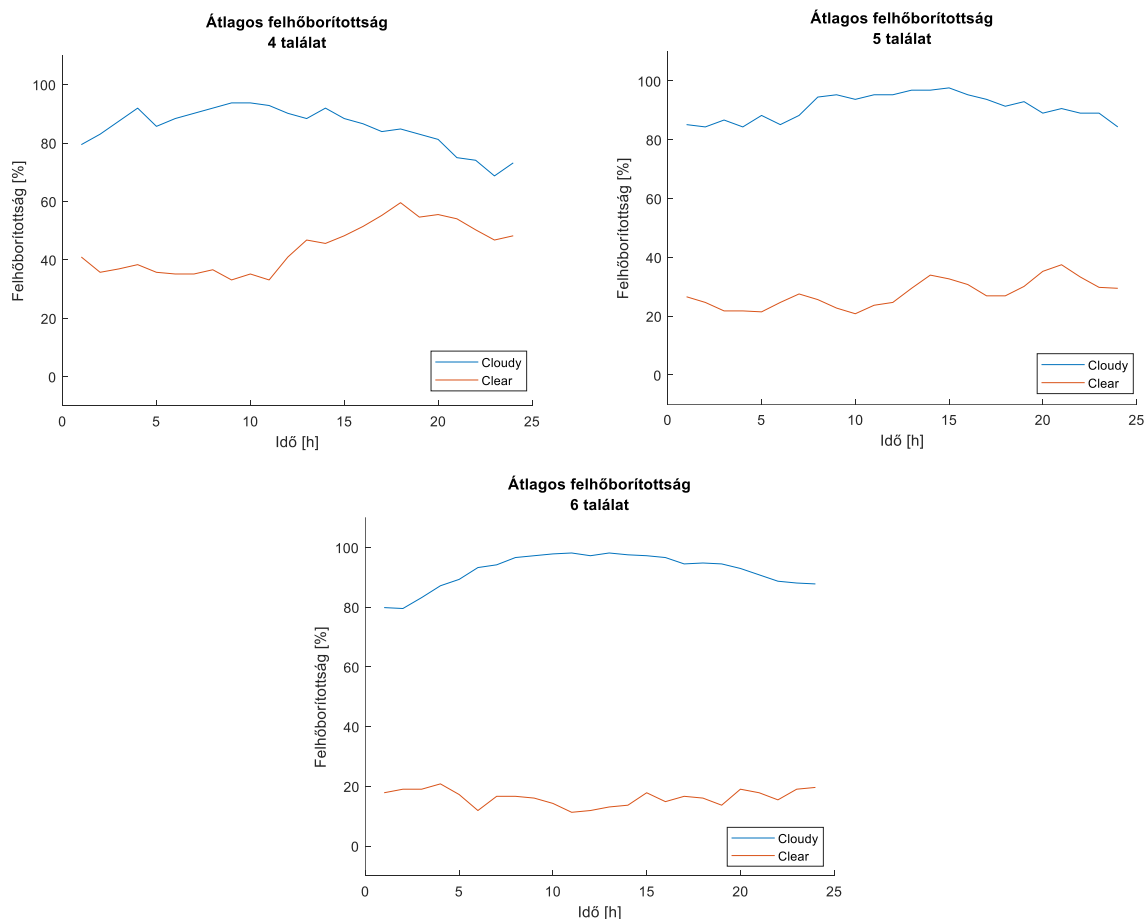 Átlagos felhőborítottság
4 találat
100
80
60
40
20
0
Felhőborítottság [%]
Cloudy
Clear
0 5 10 15 20 25
Idő [h]
Átlagos felhőborítottság
5 találat
100
80
60
40
20
0
Felhőborítottság [%]
Cloudy
Clear
0 5 10 15 20 25
Idő [h]
Átlagos felhőborítottság
6 találat
100
80
60
40
20
0
Felhőborítottság [%]
Cloudy
Clear
0 5 10 15 20 25
Idő [h]